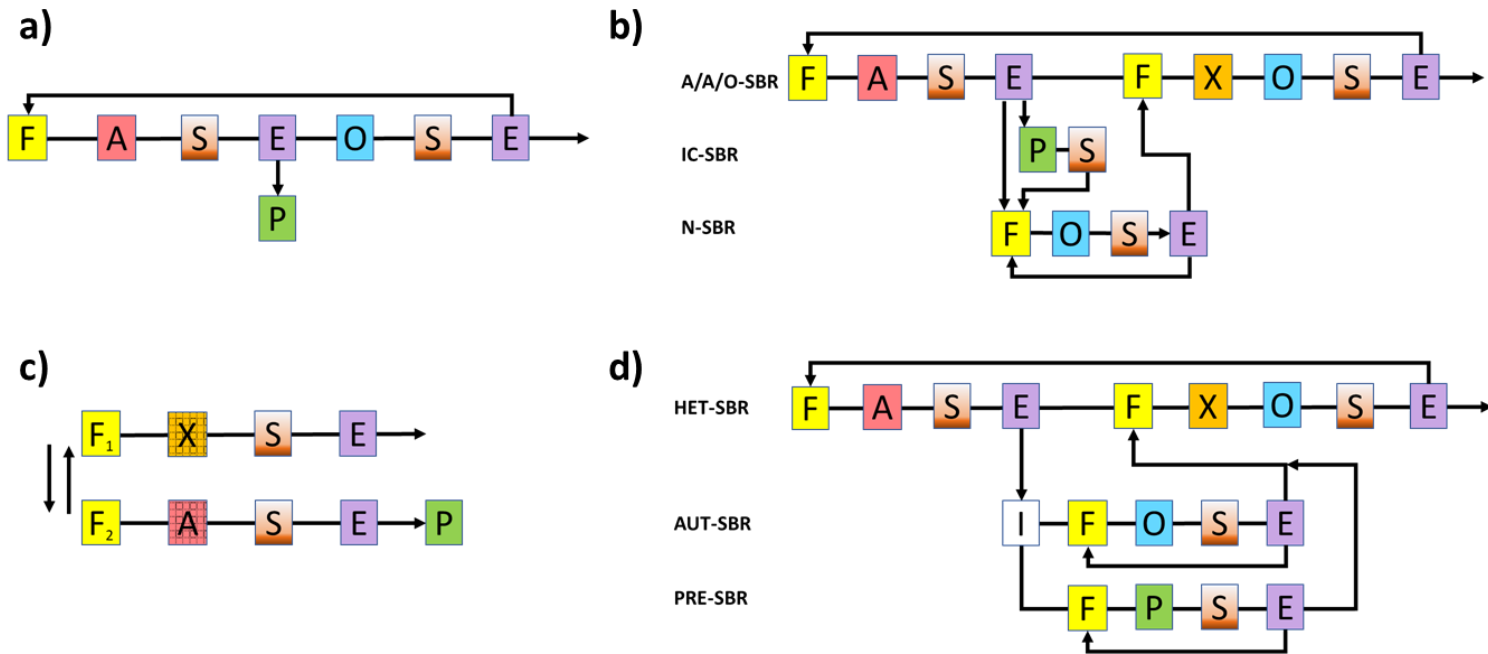 a)
F A S E O S E
P
b)
A/A/O-SBR F A S E F X O S E
IC-SBR P S
N-SBR F O S E
c)
F1 X S E
F2 A S E P
d)
HET-SBR F A S E F X O S E
AUT-SBR I F O S E
PRE-SBR F P S E